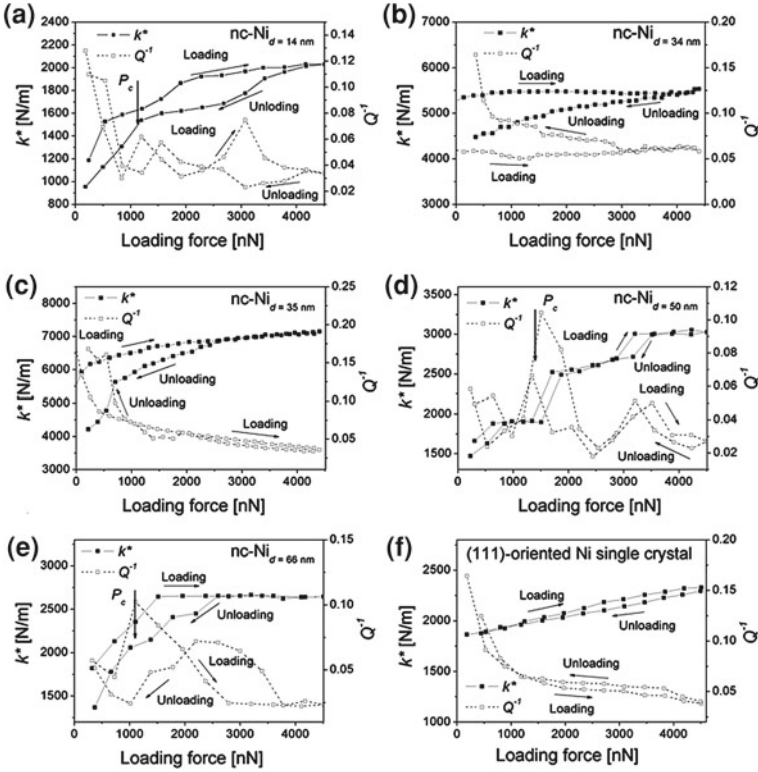 (a)
nc-Ni d = 14 nm
k*
Q⁻¹
Loading
P_c
Unloding
Loading
Unloading
2200
2000
1800
1600
1400
1200
1000
800
k* [N/m]
0.14
0.12
0.10
0.08
0.06
0.04
0.02
Q⁻¹
0 1000 2000 3000 4000
Loading force [nN]
(b)
nc-Ni d = 34 nm
k*
Q⁻¹
Loading
Unloading
Unloading
Loading
7000
6000
5000
4000
3000
k* [N/m]
0.20
0.15
0.10
0.05
0.00
Q⁻¹
0 1000 2000 3000 4000
Loading force [nN]
(c)
nc-Ni d = 35 nm
k*
Q⁻¹
Loading
Loading
Unloading
Unloading
Loading
8000
7000
6000
5000
4000
3000
k* [N/m]
0.25
0.20
0.15
0.10
0.05
Q⁻¹
0 1000 2000 3000 4000
Loading force [nN]
(d)
nc-Ni d = 50 nm
k*
Q⁻¹
P_c
Loading
Unloading
Loading
Unloading
3500
3000
2500
2000
1500
k* [N/m]
0.12
0.10
0.08
0.06
0.04
0.02
Q⁻¹
0 1000 2000 3000 4000
Loading force [nN]
(e)
nc-Ni d = 66 nm
k*
Q⁻¹
Loading
P_c
Unloading
Loading
Unloading
3000
2500
2000
1500
k* [N/m]
0.15
0.10
0.05
Q⁻¹
0 1000 2000 3000 4000
Loading force [nN]
(f)
(111)-oriented Ni single crystal
Loading
Unloading
Unloading
Loading
k*
Q⁻¹
2500
2000
1500
1000
k* [N/m]
0.20
0.15
0.10
0.05
Q⁻¹
0 1000 2000 3000 4000
Loading force [nN]